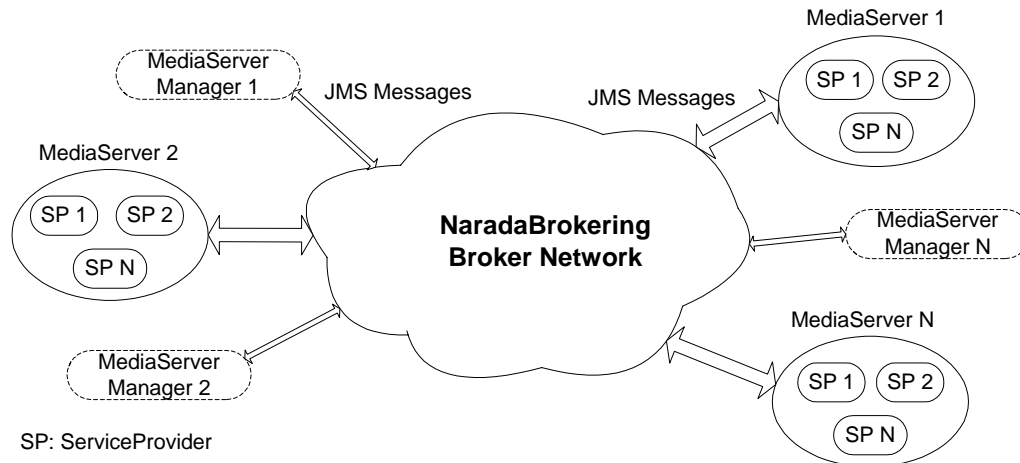 MediaServer 1
MediaServer
Manager 1
JMS Messages
JMS Messages
SP 1
SP 2
SP N
MediaServer 2
SP 1
SP 2
SP N
NaradaBrokering
Broker Network
MediaServer
Manager N
MediaServer N
MediaServer
Manager 2
SP 1
SP 2
SP N
SP: ServiceProvider